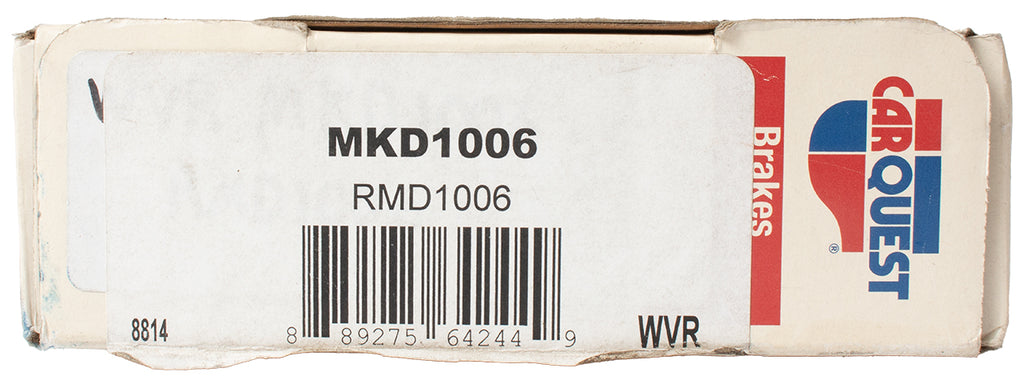 MKD1006
RMD1006
8 89275 64244 9
8814
WVR
Brakes
CARQUEST
®